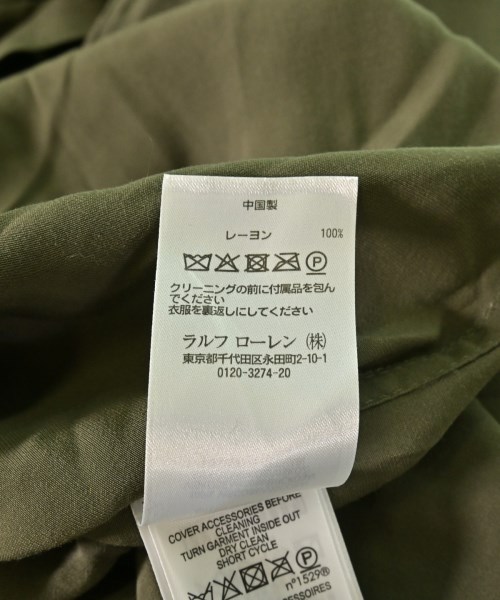 中国製
レーヨン 100%
クリーニングの前に付属品を包ん
でください
衣服を裏返しにしてください
ラルフ ローレン (株)
東京都千代田区永田町2-10-1
0120-3274-20
COVER ACCESSORIES BEFORE
CLEANING
TURN GARMENT INSIDE OUT
DRY CLEAN
SHORT CYCLE
n°1529®